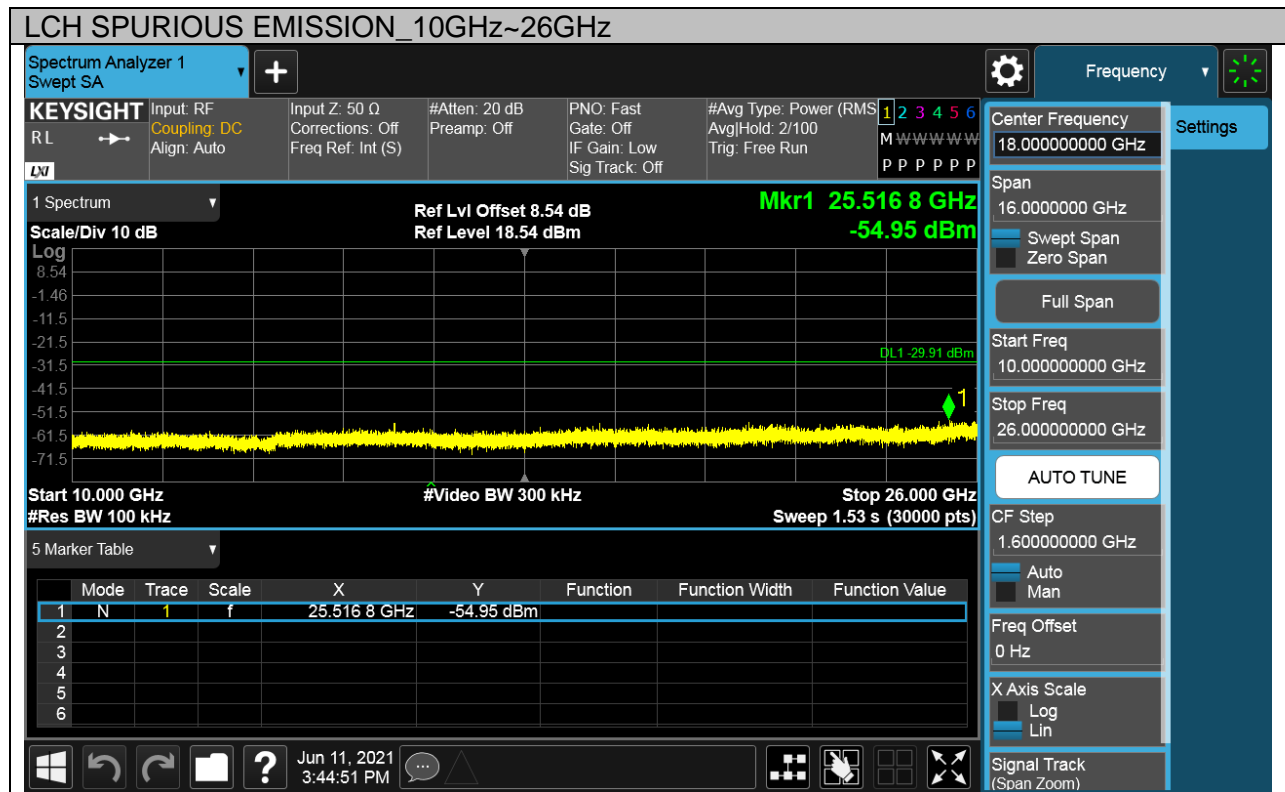 LCH SPURIOUS EMISSION_10GHz~26GHz
Spectrum Analyzer 1
Swept SA
Frequency
KEYSIGHT
RL
LXI
Input: RF
Coupling: DC
Align: Auto
Input Z: 50 Ω
Corrections: Off
Freq Ref: Int (S)
#Atten: 20 dB
Preamp: Off
PNO: Fast
Gate: Off
IF Gain: Low
Sig Track: Off
#Avg Type: Power (RMS
Avg|Hold: 2/100
Trig: Free Run
1 2 3 4 5 6
M W W W W W
P P P P P P
1 Spectrum
Scale/Div 10 dB
Ref Lvl Offset 8.54 dB
Ref Level 18.54 dBm
Mkr1 25.516 8 GHz
-54.95 dBm
Log
8.54
-1.46
-11.5
-21.5
-31.5
-41.5
-51.5
-61.5
-71.5
DL1 -29.91 dBm
1
Start 10.000 GHz
#Video BW 300 kHz
Stop 26.000 GHz
#Res BW 100 kHz
Sweep 1.53 s (30000 pts)
5 Marker Table
Mode Trace Scale X Y Function Function Width Function Value
1 N 1 f 25.516 8 GHz -54.95 dBm
2
3
4
5
6
Jun 11, 2021
3:44:51 PM
Center Frequency
18.000000000 GHz
Settings
Span
16.0000000 GHz
Swept Span
Zero Span
Full Span
Start Freq
10.000000000 GHz
Stop Freq
26.000000000 GHz
AUTO TUNE
CF Step
1.600000000 GHz
Auto
Man
Freq Offset
0 Hz
X Axis Scale
Log
Lin
Signal Track
(Span Zoom)